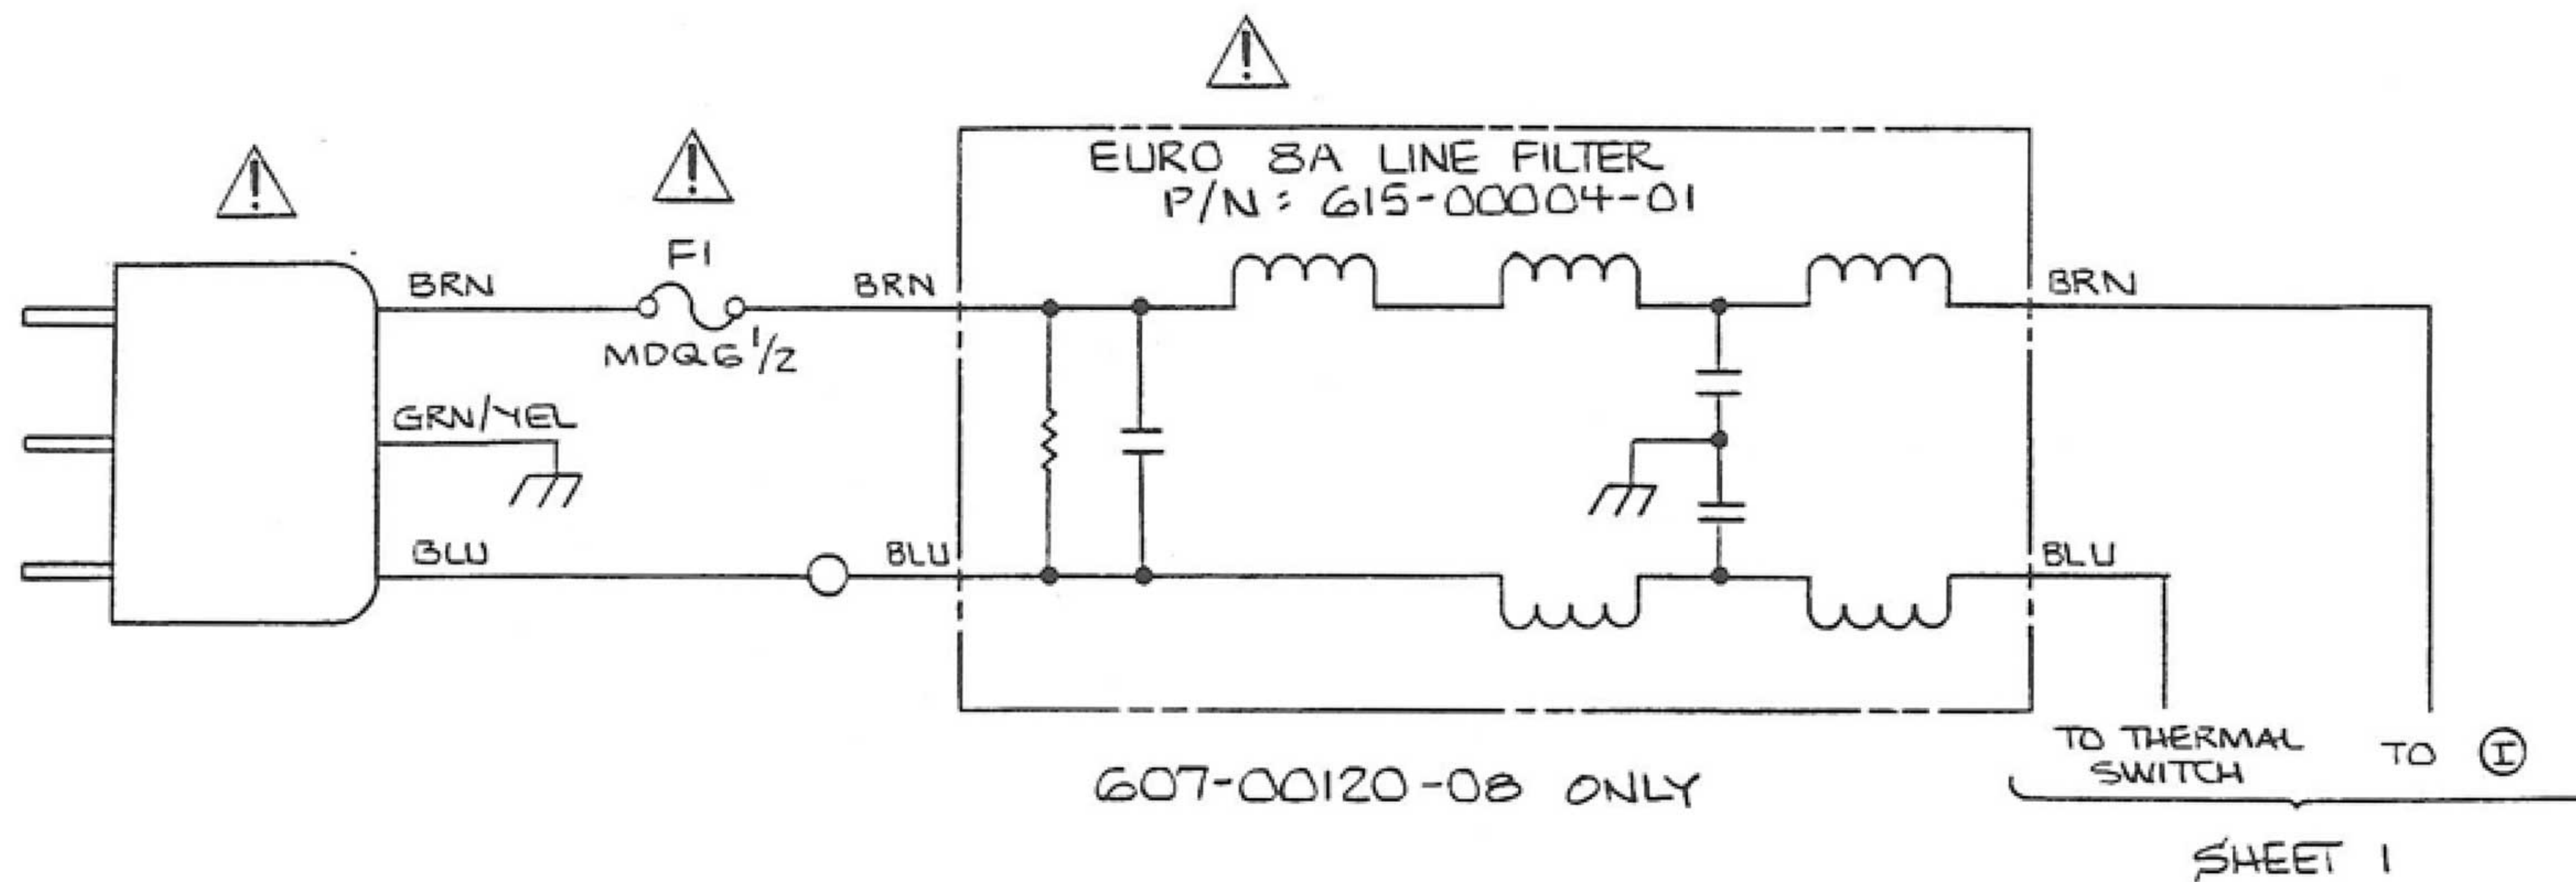 !
!
!
EURO 8A LINE FILTER
P/N: 615-00004-01
F1
BRN
BRN
BRN
MDQ6 1/2
GRN/YEL
BLU
BLU
BLU
TO THERMAL
SWITCH
TO I
607-00120-08 ONLY
SHEET 1